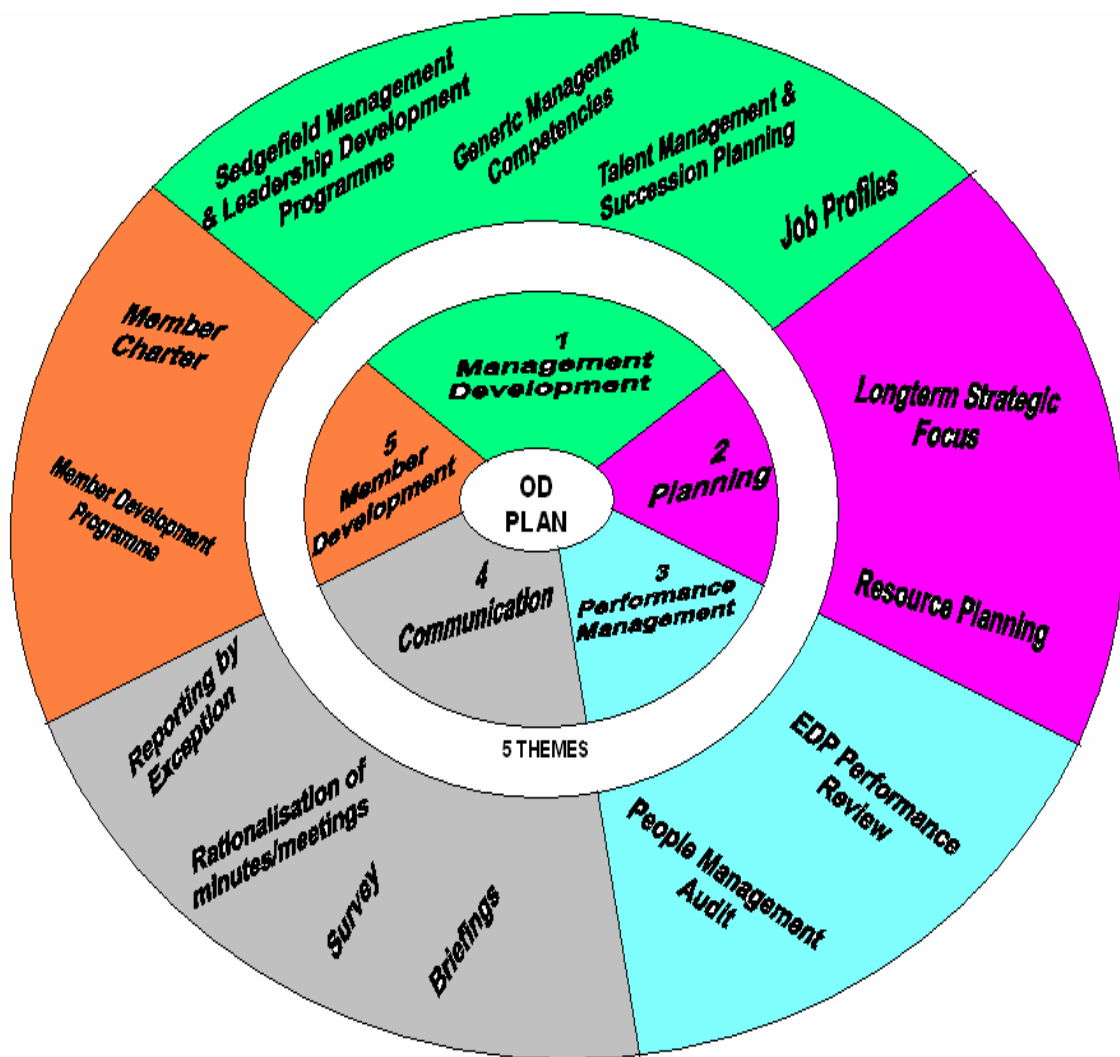 Sedgefield Management
& Leadership Development
Programme
Generic Management
Competencies
Talent Management &
Succession Planning
Job Profiles
Longterm Strategic
Focus
Resource Planning
EDP Performance
Review
People Management
Audit
Briefings
Survey
Rationalisation of
minutes/meetings
Reporting by
Exception
Member Development
Programme
Member
Charter
1
Management
Development
2
Planning
3
Performance
Management
4
Communication
5
Member
Development
OD
PLAN
5 THEMES